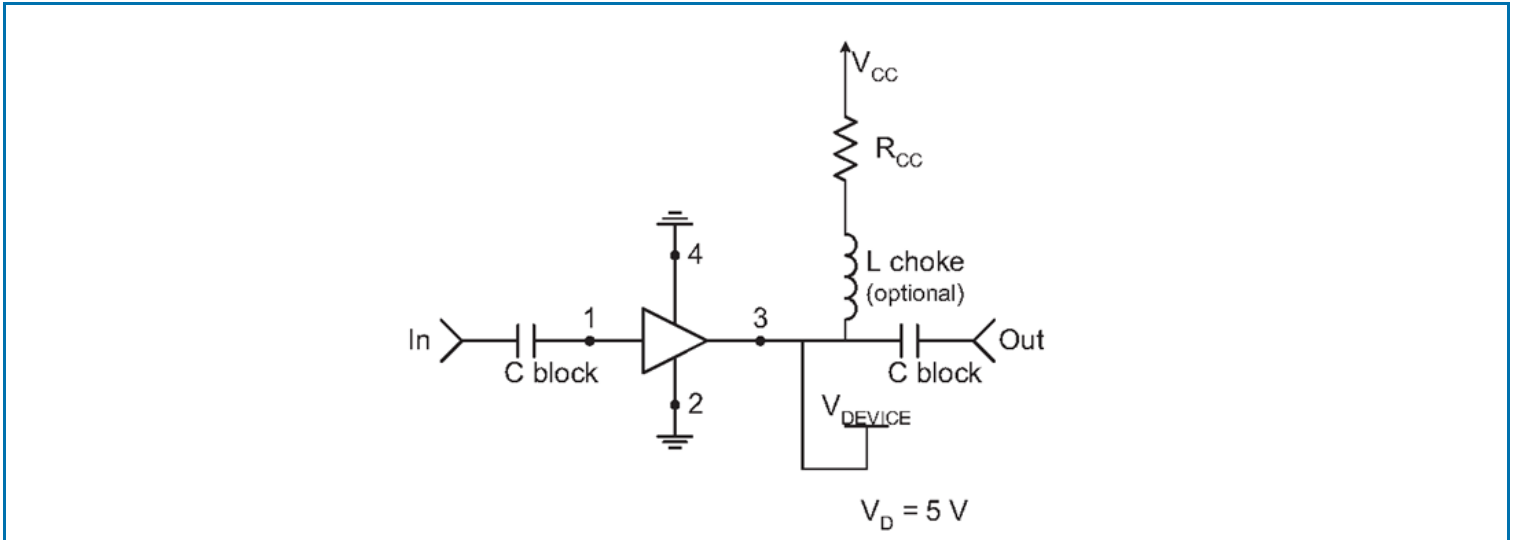 VCC
RCC
4
L choke
(optional)
In
1
3
Out
C block
C block
2
VDEVICE
VD = 5 V